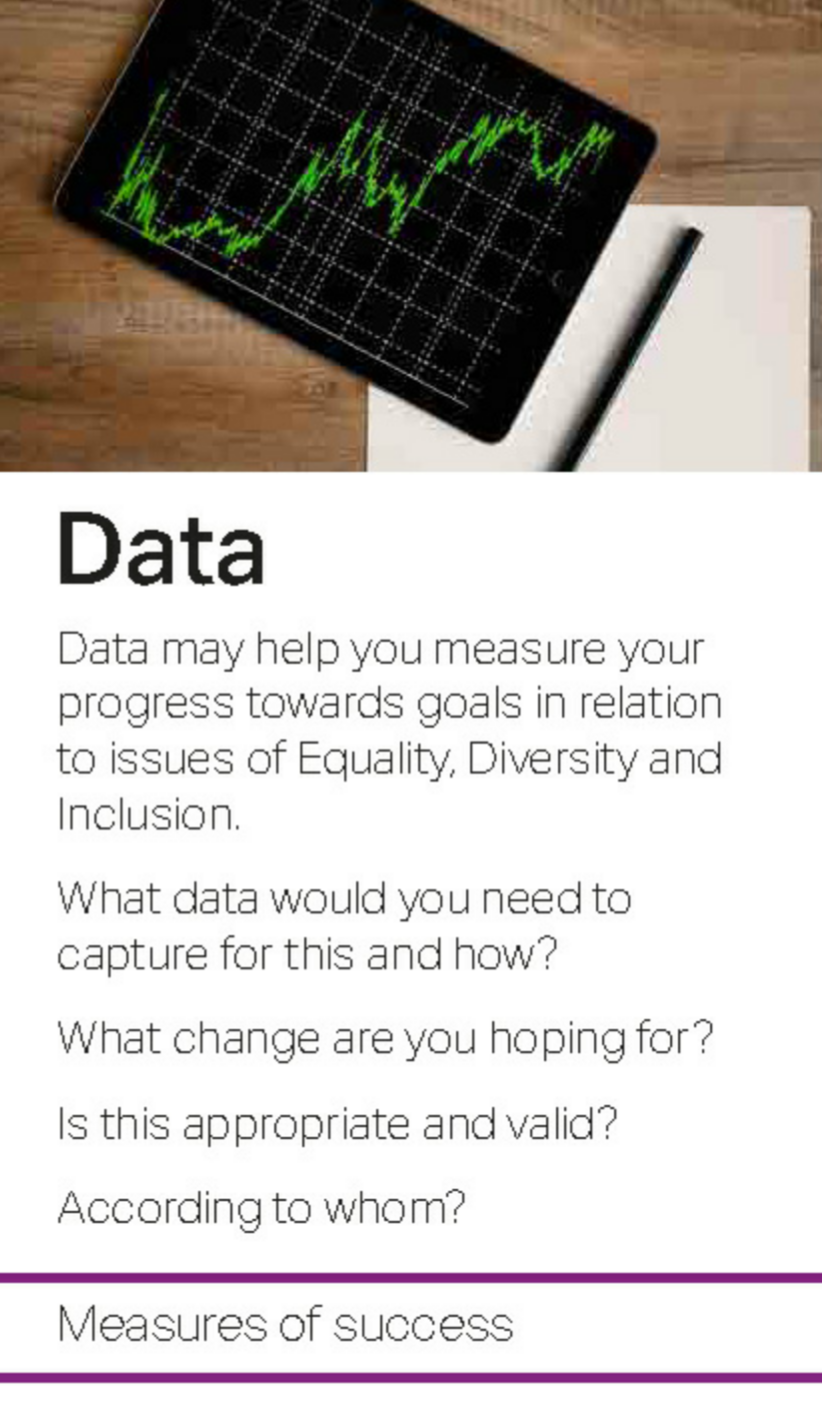 Data
Data may help you measure your
progress towards goals in relation
to issues of Equality, Diversity and
Inclusion.
What data would you need to
capture for this and how?
What change are you hoping for?
Is this appropriate and valid?
According to whom?
Measures of success